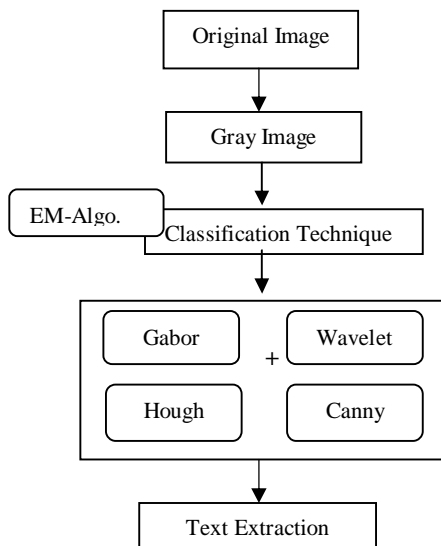 Original Image
Gray Image
EM-Algo.
Classification Technique
Gabor
+
Wavelet
Hough
Canny
Text Extraction